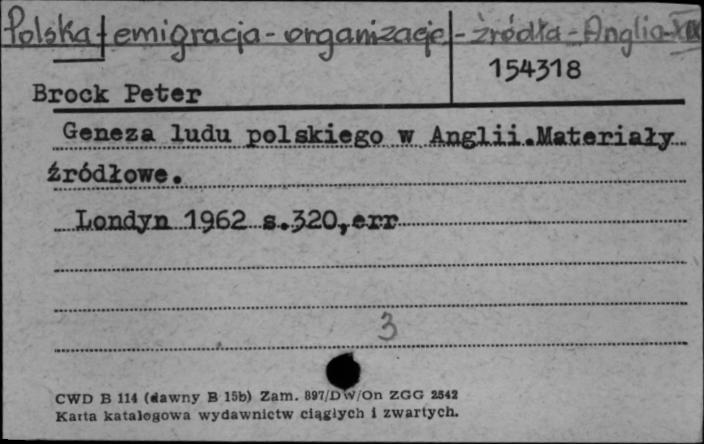 Polska - emigracja - organizacje - źródła - Anglia - XIX
154318
Brock Peter
Geneza ludu polskiego w Anglii.Materiały
źródłowe.
Londyn 1962 s.320,err
3
CWD B 114 (dawny B 15b) Zam. 897/DW/On ZGG 2542
Karta katalogowa wydawnictw ciągłych i zwartych.